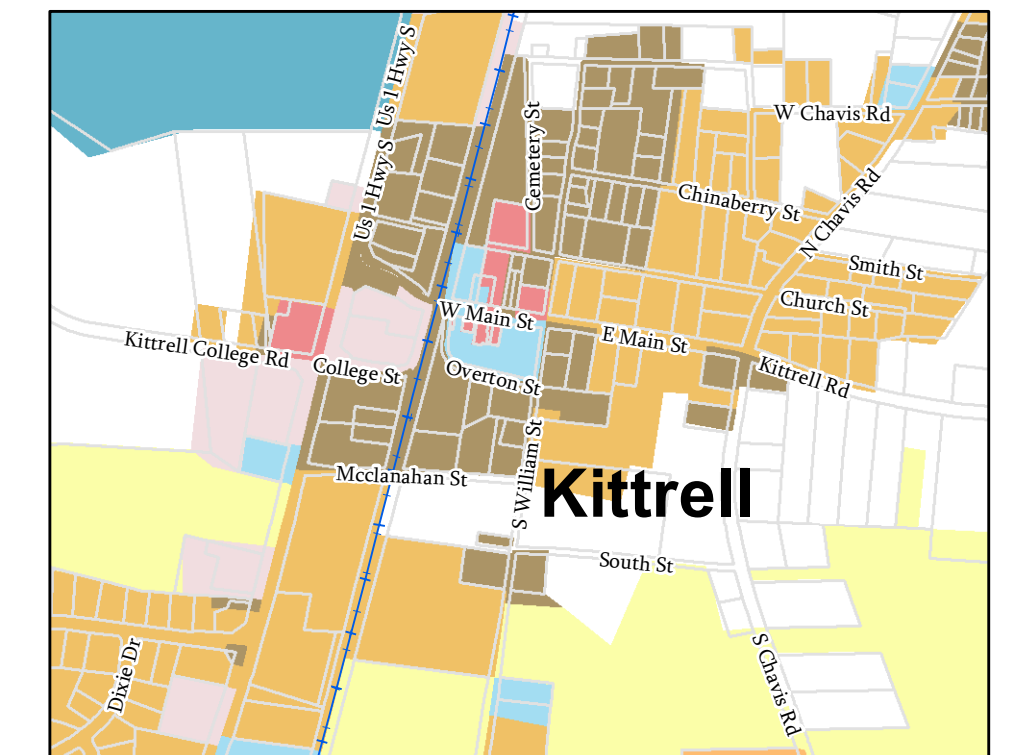 Us 1 Hwy S
Us 1 Hwy S
Cemetery St
W Chavis Rd
Chinaberry St
N Chavis Rd
Smith St
Church St
W Main St
E Main St
Kittrell College Rd
College St
Overton St
Kittrell Rd
Mcclanahan St
S William St
Kittrell
South St
Dixie Dr
S Chavis Rd